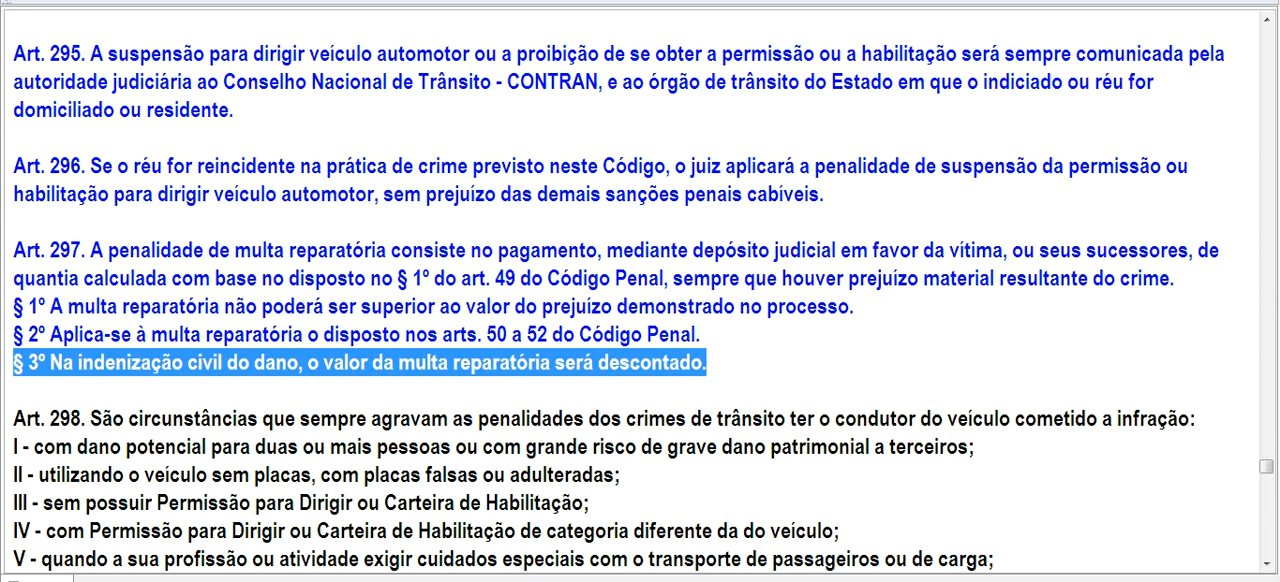 Art. 295. A suspensão para dirigir veículo automotor ou a proibição de se obter a permissão ou a habilitação será sempre comunicada pela
autoridade judiciária ao Conselho Nacional de Trânsito - CONTRAN, e ao órgão de trânsito do Estado em que o indiciado ou réu for
domiciliado ou residente.
Art. 296. Se o réu for reincidente na prática de crime previsto neste Código, o juiz aplicará a penalidade de suspensão da permissão ou
habilitação para dirigir veículo automotor, sem prejuízo das demais sanções penais cabíveis.
Art. 297. A penalidade de multa reparatória consiste no pagamento, mediante depósito judicial em favor da vítima, ou seus sucessores, de
quantia calculada com base no disposto no § 1º do art. 49 do Código Penal, sempre que houver prejuízo material resultante do crime.
§ 1º A multa reparatória não poderá ser superior ao valor do prejuízo demonstrado no processo.
§ 2º Aplica-se à multa reparatória o disposto nos arts. 50 a 52 do Código Penal.
§ 3º Na indenização civil do dano, o valor da multa reparatória será descontado.
Art. 298. São circunstâncias que sempre agravam as penalidades dos crimes de trânsito ter o condutor do veículo cometido a infração:
I - com dano potencial para duas ou mais pessoas ou com grande risco de grave dano patrimonial a terceiros;
II - utilizando o veículo sem placas, com placas falsas ou adulteradas;
III - sem possuir Permissão para Dirigir ou Carteira de Habilitação;
IV - com Permissão para Dirigir ou Carteira de Habilitação de categoria diferente da do veículo;
V - quando a sua profissão ou atividade exigir cuidados especiais com o transporte de passageiros ou de carga;